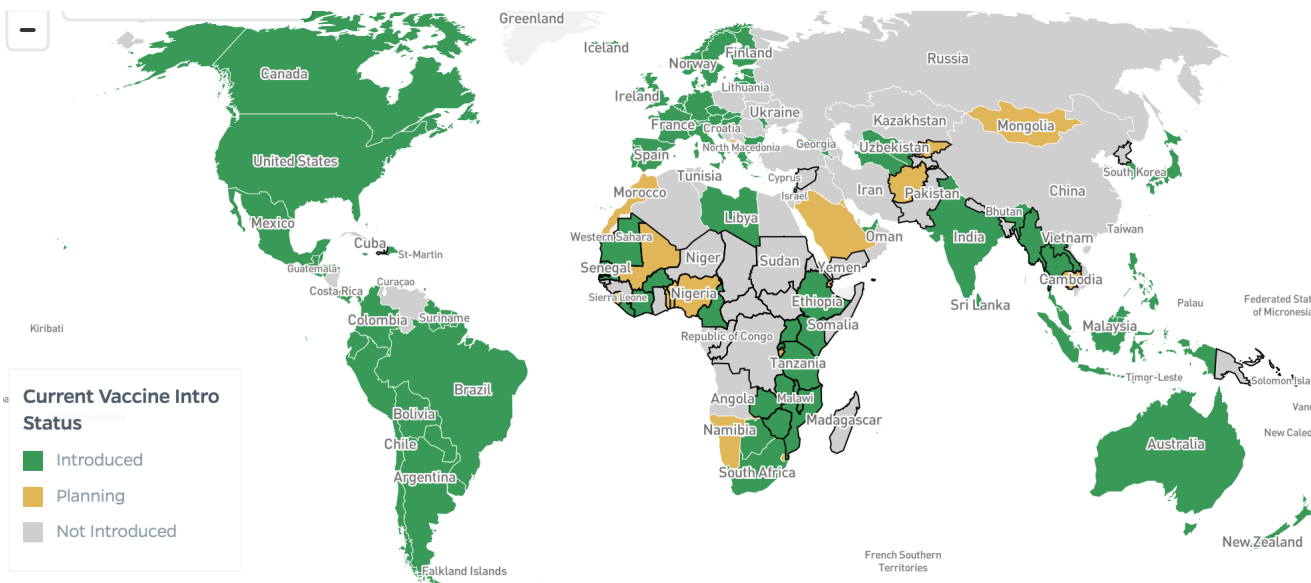 −
Greenland
Iceland
Finland
Norway
Russia
Canada
Lithuania
Ireland
Ukraine
Kazakhstan
France
Croatia
Mongolia
United States
North Macedonia
Georgia
Uzbekistan
Spain
South Korea
Tunisia
Cyprus
Israel
Iran
Pakistan
China
Morocco
Mexico
Libya
Bhutan
Cuba
St-Martin
Western Sahara
Oman
India
Vietnam
Taiwan
Guatemala
Senegal
Niger
Sudan
Yemen
Cambodia
Costa Rica
Curaçao
Sierra Leone
Nigeria
Ethiopia
Sri Lanka
Palau
Federated Stat
of Micronesia
Colombia
Suriname
Somalia
Malaysia
Kiribati
Republic of Congo
Tanzania
Timor-Leste
Solomon Isla
Current Vaccine Intro
Status
Brazil
Angola
Malawi
Vanu
Bolivia
Madagascar
Namibia
New Caled
Chile
Australia
Introduced
Argentina
South Africa
Planning
Not Introduced
New Zealand
French Southern
Territories
Falkland Islands